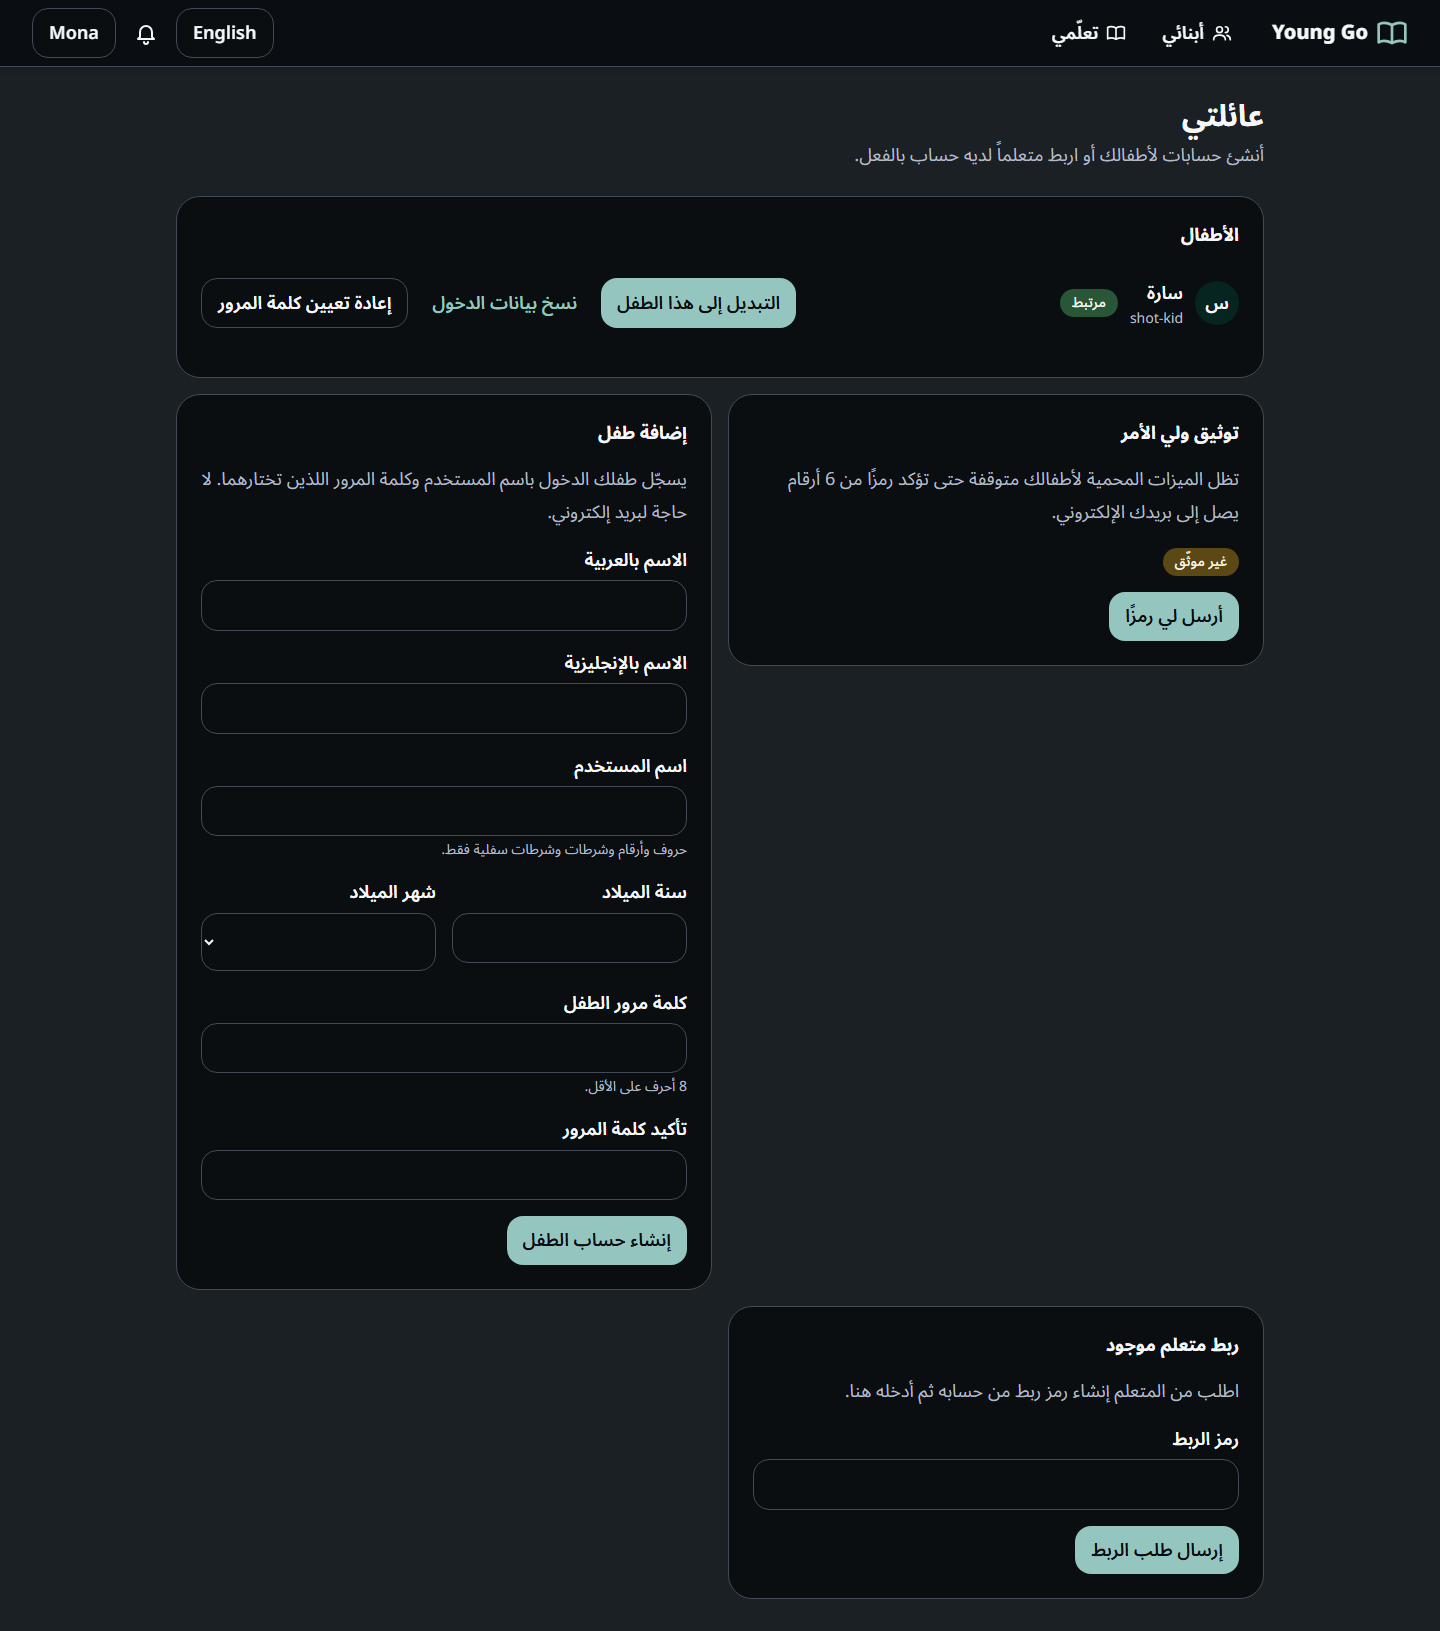 Young Go
أبنائي
تعلّمي
English
Mona
عائلتي
أنشئ حسابات لأطفالك أو اربط متعلماً لديه حساب بالفعل.
الأطفال
س
سارة
shot-kid
مرتبط
التبديل إلى هذا الطفل
نسخ بيانات الدخول
إعادة تعيين كلمة المرور
توثيق ولي الأمر
تظل الميزات المحمية لأطفالك متوقفة حتى تؤكد رمزًا من 6 أرقام
يصل إلى بريدك الإلكتروني.
غير موثّق
أرسل لي رمزًا
إضافة طفل
يسجّل طفلك الدخول باسم المستخدم وكلمة المرور اللذين تختارهما. لا
حاجة لبريد إلكتروني.
الاسم بالعربية
الاسم بالإنجليزية
اسم المستخدم
حروف وأرقام وشرطات وشرطات سفلية فقط.
سنة الميلاد
شهر الميلاد
كلمة مرور الطفل
8 أحرف على الأقل.
تأكيد كلمة المرور
إنشاء حساب الطفل
ربط متعلم موجود
اطلب من المتعلم إنشاء رمز ربط من حسابه ثم أدخله هنا.
رمز الربط
إرسال طلب الربط